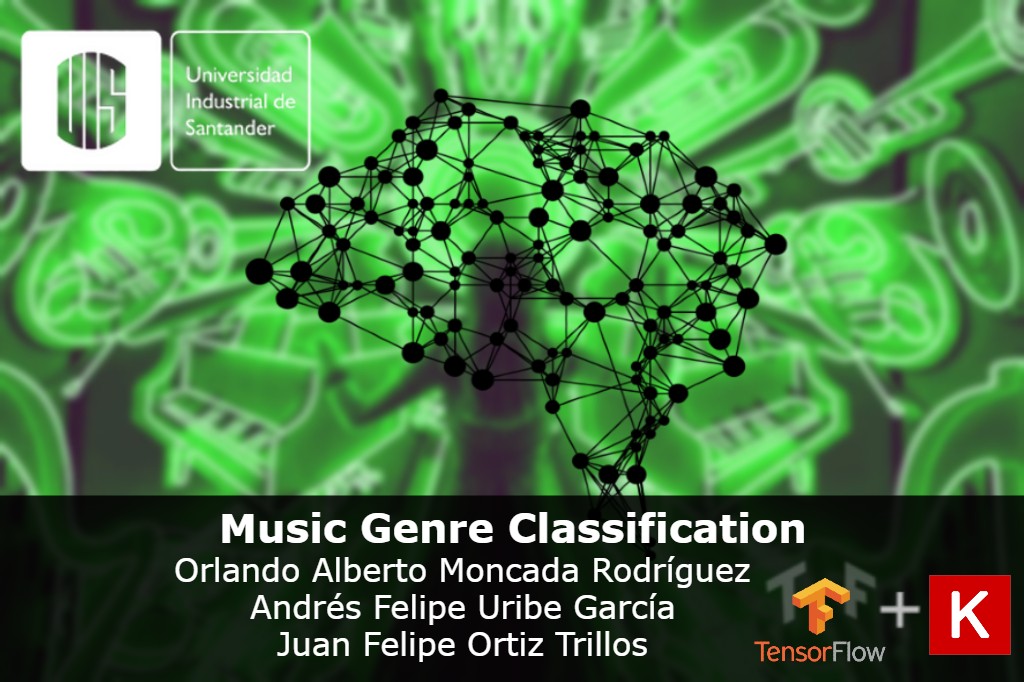 UIS
Universidad
Industrial de
Santander
Music Genre Classification
Orlando Alberto Moncada Rodríguez
Andrés Felipe Uribe García
Juan Felipe Ortiz Trillos
TensorFlow
+
K